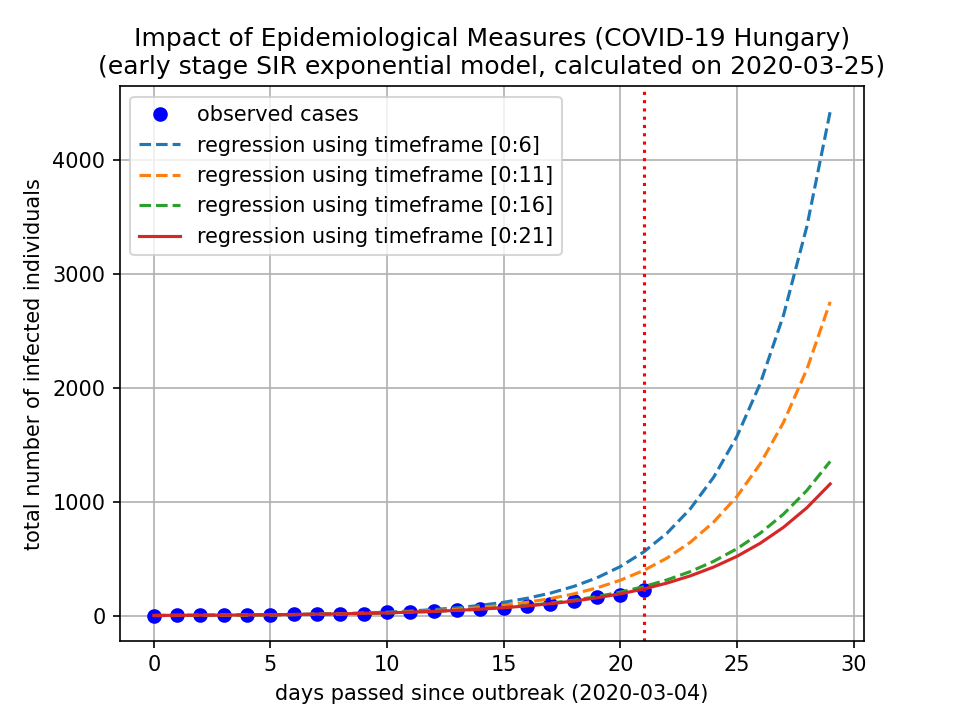 Impact of Epidemiological Measures (COVID-19 Hungary)
(early stage SIR exponential model, calculated on 2020-03-25)
observed cases
regression using timeframe [0:6]
regression using timeframe [0:11]
regression using timeframe [0:16]
regression using timeframe [0:21]
total number of infected individuals
4000
3000
2000
1000
0
0 5 10 15 20 25 30
days passed since outbreak (2020-03-04)